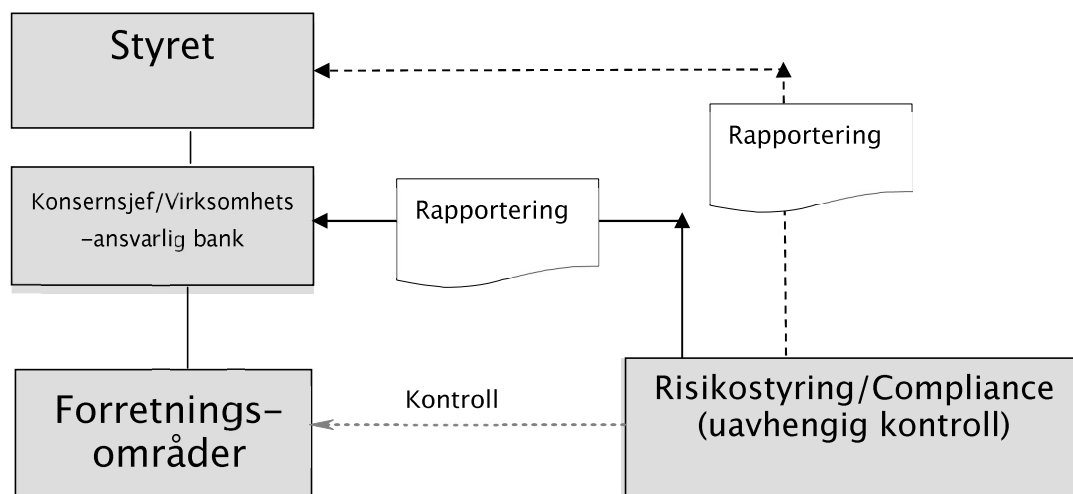 Styret
Rapportering
Konsernsjef/Virksomhets
-ansvarlig bank
Rapportering
Forretnings-
områder
Kontroll
Risikostyring/Compliance
(uavhengig kontroll)